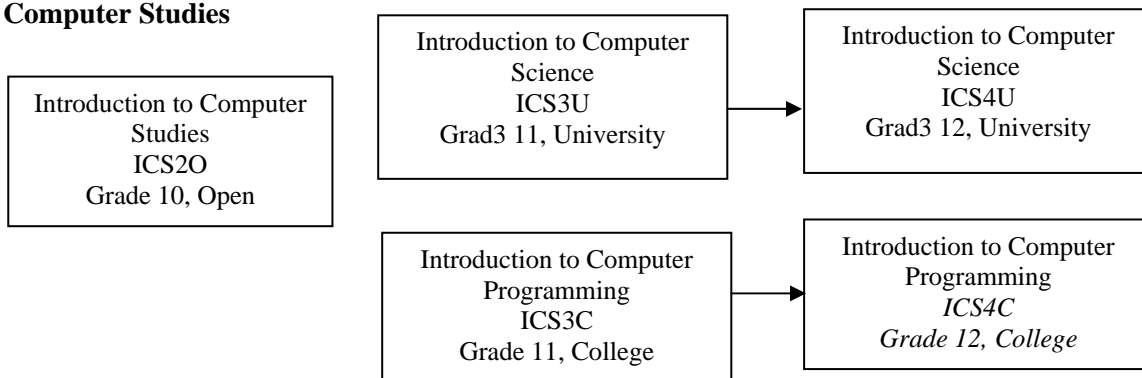 Computer Studies
Introduction to Computer
Studies
ICS2O
Grade 10, Open
Introduction to Computer
Science
ICS3U
Grad3 11, University
Introduction to Computer
Science
ICS4U
Grad3 12, University
Introduction to Computer
Programming
ICS3C
Grade 11, College
Introduction to Computer
Programming
ICS4C
Grade 12, College